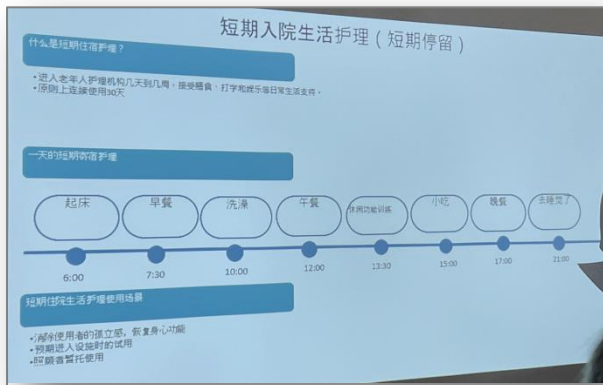 短期入院生活护理（短期停留）
什么是短期住宿护理？
•进入老年人护理机构几天到几周，接受膳食、打字和娱乐等日常生活支持。
•原则上连续使用30天
一天的短期寄宿护理
起床 早餐 洗澡 午餐 休闲功能训练 小吃 晚餐 去睡觉了
6:00 7:30 10:00 12:00 13:30 15:00 17:00 21:00
短期住院生活护理使用场景
•消除使用者的孤立感，恢复身心功能
•预期进入设施时的试用
•照顾者暂托使用